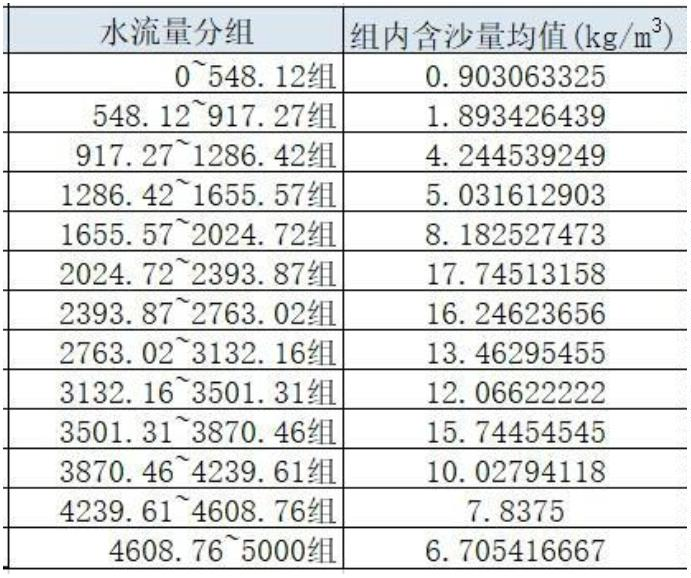 水流量分组 组内含沙量均值(kg/m³)
0~548.12组 0.903063325
548.12~917.27组 1.893426439
917.27~1286.42组 4.244539249
1286.42~1655.57组 5.031612903
1655.57~2024.72组 8.182527473
2024.72~2393.87组 17.74513158
2393.87~2763.02组 16.24623656
2763.02~3132.16组 13.46295455
3132.16~3501.31组 12.06622222
3501.31~3870.46组 15.74454545
3870.46~4239.61组 10.02794118
4239.61~4608.76组 7.8375
4608.76~5000组 6.705416667